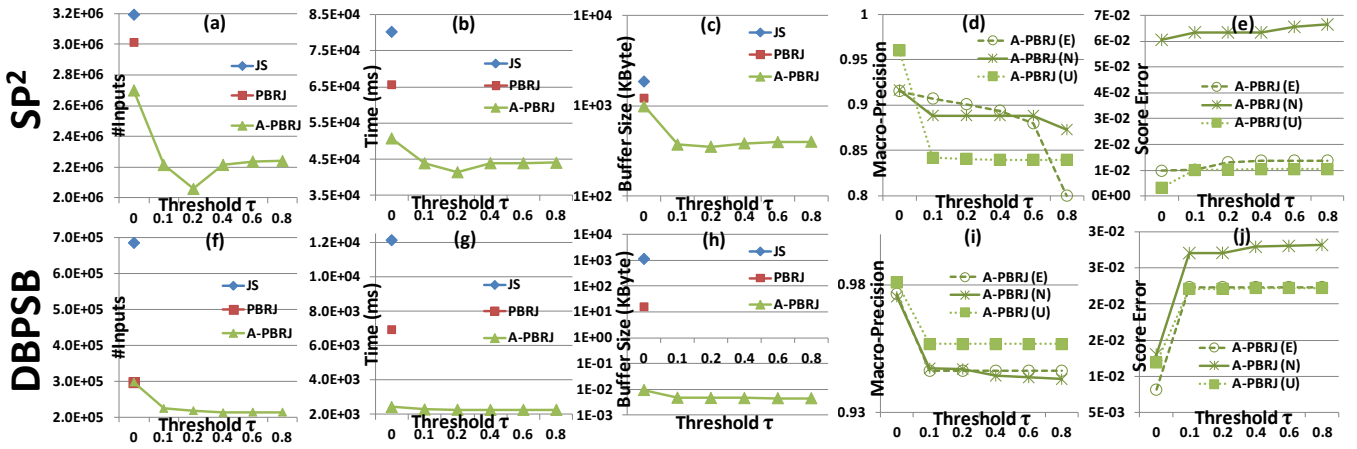 SP²
(a)
#Inputs
3.2E+06
3.0E+06
2.8E+06
2.6E+06
2.4E+06
2.2E+06
2.0E+06
JS
PBRJ
A-PBRJ
Threshold τ
0 0.1 0.2 0.4 0.6 0.8
(b)
Time (ms)
8.5E+04
7.5E+04
6.5E+04
5.5E+04
4.5E+04
3.5E+04
JS
PBRJ
A-PBRJ
Threshold τ
0 0.1 0.2 0.4 0.6 0.8
(c)
Buffer Size (KByte)
1E+04
1E+03
1E+02
JS
PBRJ
A-PBRJ
Threshold τ
0 0.1 0.2 0.4 0.6 0.8
(d)
Macro-Precision
1
0.95
0.9
0.85
0.8
A-PBRJ (E)
A-PBRJ (N)
A-PBRJ (U)
Threshold τ
0 0.1 0.2 0.4 0.6 0.8
(e)
Score Error
7E-02
6E-02
5E-02
4E-02
3E-02
2E-02
1E-02
0E+00
A-PBRJ (E)
A-PBRJ (N)
A-PBRJ (U)
Threshold τ
0 0.1 0.2 0.4 0.6 0.8
DBPSB
(f)
#Inputs
7.0E+05
6.0E+05
5.0E+05
4.0E+05
3.0E+05
2.0E+05
JS
PBRJ
A-PBRJ
Threshold τ
0 0.1 0.2 0.4 0.6 0.8
(g)
Time (ms)
1.2E+04
1.0E+04
8.0E+03
6.0E+03
4.0E+03
2.0E+03
JS
PBRJ
A-PBRJ
Threshold τ
0 0.1 0.2 0.4 0.6 0.8
(h)
Buffer Size (KByte)
1E+04
1E+03
1E+02
1E+01
1E+00
1E-01
1E-02
1E-03
JS
PBRJ
A-PBRJ
Threshold τ
0 0.1 0.2 0.4 0.6 0.8
(i)
Macro-Precision
0.98
0.93
A-PBRJ (E)
A-PBRJ (N)
A-PBRJ (U)
Threshold τ
0 0.1 0.2 0.4 0.6 0.8
(j)
Score Error
3E-02
3E-02
2E-02
2E-02
1E-02
5E-03
A-PBRJ (E)
A-PBRJ (N)
A-PBRJ (U)
Threshold τ
0 0.1 0.2 0.4 0.6 0.8